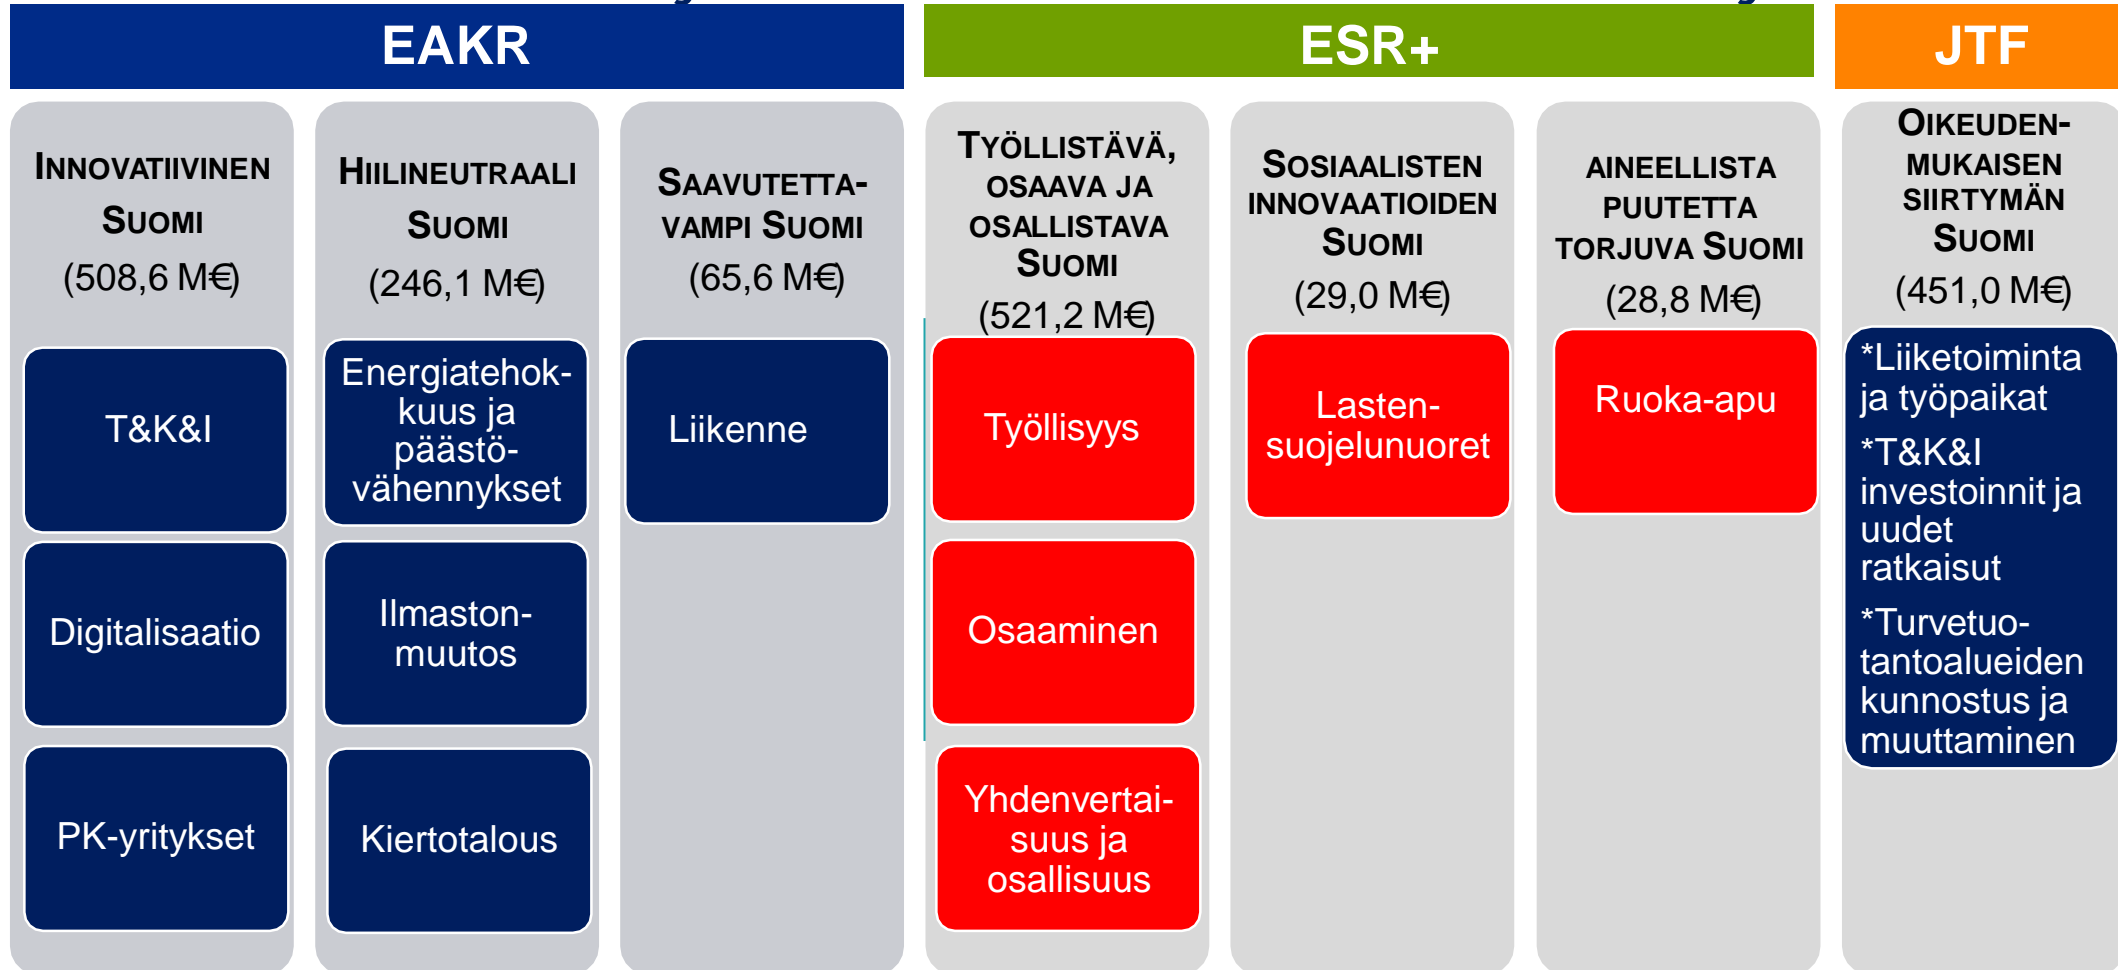 EAKR
INNOVATIIVINEN
SUOMI
(508,6 M€)
T&K&I
Digitalisaatio
PK-yritykset
HIILINEUTRAALI
SUOMI
(246,1 M€)
Energiatehok-
kuus ja
päästö-
vähennykset
Ilmaston-
muutos
Kiertotalous
SAAVUTETTA-
VAMPI SUOMI
(65,6 M€)
Liikenne
ESR+
TYÖLLISTÄVÄ,
OSAAVA JA
OSALLISTAVA
SUOMI
(521,2 M€)
Työllisyys
Osaaminen
Yhdenvertai-
suus ja
osallisuus
SOSIAALISTEN
INNOVAATIOIDEN
SUOMI
(29,0 M€)
Lasten-
suojelunuoret
AINEELLISTA
PUUTETTA
TORJUVA SUOMI
(28,8 M€)
Ruoka-apu
JTF
OIKEUDEN-
MUKAISEN
SIIRTYMÄN
SUOMI
(451,0 M€)
*Liiketoiminta
ja työpaikat
*T&K&I
investoinnit ja
uudet
ratkaisut
*Turvetuo-
tantoalueiden
kunnostus ja
muuttaminen